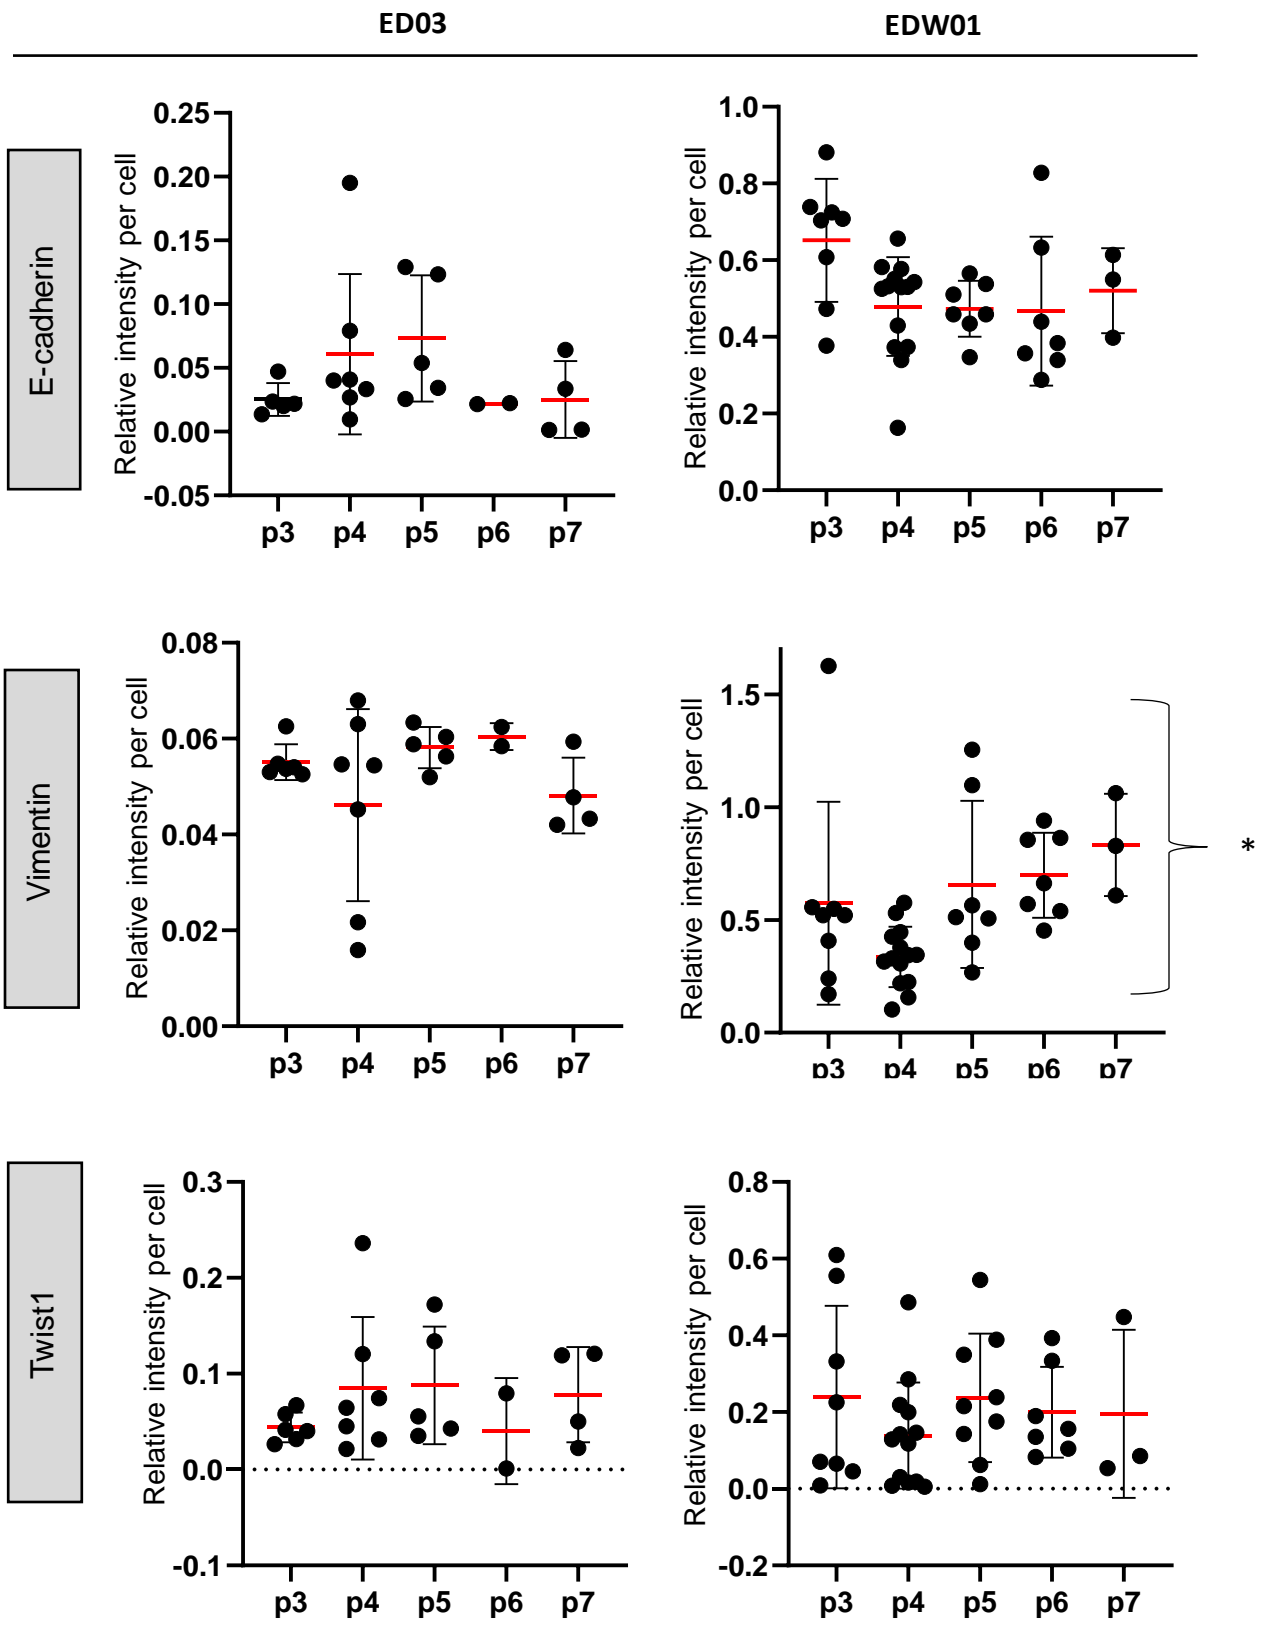 ED03 EDW01
E-cadherin
Relative intensity per cell
0.25
0.20
0.15
0.10
0.05
0.00
-0.05
p3 p4 p5 p6 p7
Relative intensity per cell
1.0
0.8
0.6
0.4
0.2
0.0
p3 p4 p5 p6 p7
Vimentin
Relative intensity per cell
0.08
0.06
0.04
0.02
0.00
p3 p4 p5 p6 p7
Relative intensity per cell
1.5
1.0
0.5
0.0
p3 p4 p5 p6 p7
*
Twist1
Relative intensity per cell
0.3
0.2
0.1
0.0
-0.1
p3 p4 p5 p6 p7
Relative intensity per cell
0.8
0.6
0.4
0.2
0.0
-0.2
p3 p4 p5 p6 p7